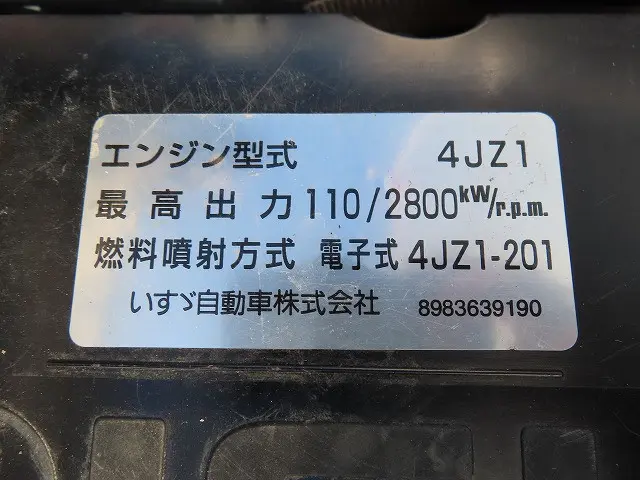 エンジン型式 4JZ1
最高出力 110/2800kW/r.p.m.
燃料噴射方式 電子式 4JZ1-201
いすゞ自動車株式会社 8983639190